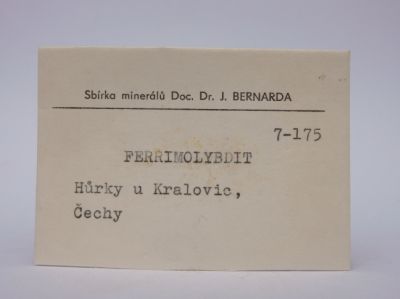 Sbírka minerálů Doc. Dr. J. BERNARDA
7-175
FERRIMOLYBDIT
Hůrky u Kralovic,
Čechy